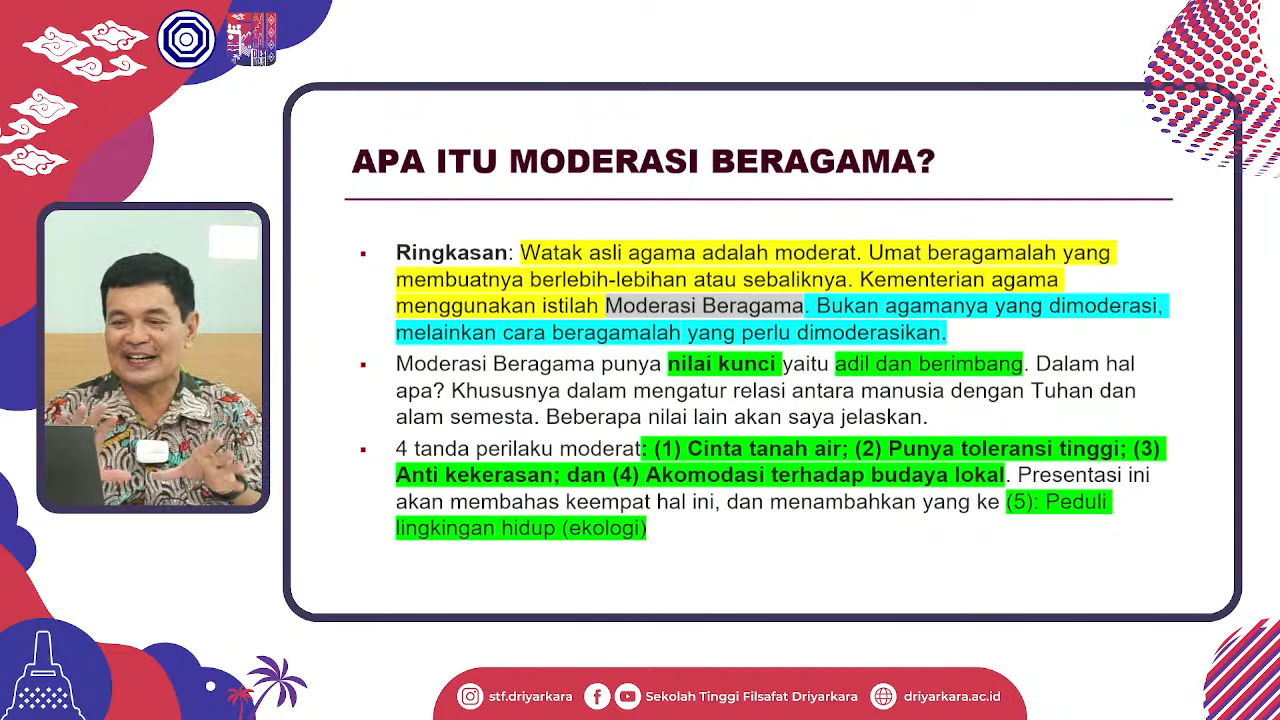 APA ITU MODERASI BERAGAMA?
▪ Ringkasan: Watak asli agama adalah moderat. Umat beragamalah yang
membuatnya berlebih-lebihan atau sebaliknya. Kementerian agama
menggunakan istilah Moderasi Beragama. Bukan agamanya yang dimoderasi,
melainkan cara beragamalah yang perlu dimoderasikan.
▪ Moderasi Beragama punya nilai kunci yaitu adil dan berimbang. Dalam hal
apa? Khususnya dalam mengatur relasi antara manusia dengan Tuhan dan
alam semesta. Beberapa nilai lain akan saya jelaskan.
▪ 4 tanda perilaku moderat: (1) Cinta tanah air; (2) Punya toleransi tinggi; (3)
Anti kekerasan; dan (4) Akomodasi terhadap budaya lokal. Presentasi ini
akan membahas keempat hal ini, dan menambahkan yang ke (5): Peduli
lingkingan hidup (ekologi)
stf.driyarkara Sekolah Tinggi Filsafat Driyarkara driyarkara.ac.id